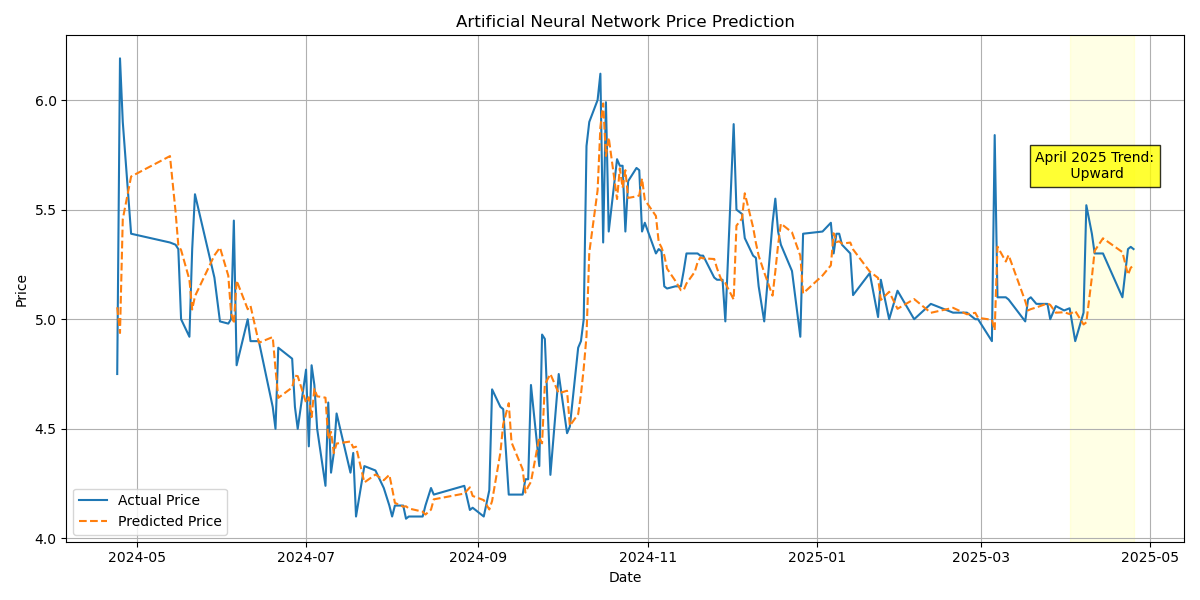 Artificial Neural Network Price Prediction
Price
6.0
5.5
5.0
4.5
4.0
April 2025 Trend:
Upward
Actual Price
Predicted Price
2024-05 2024-07 2024-09 2024-11 2025-01 2025-03 2025-05
Date